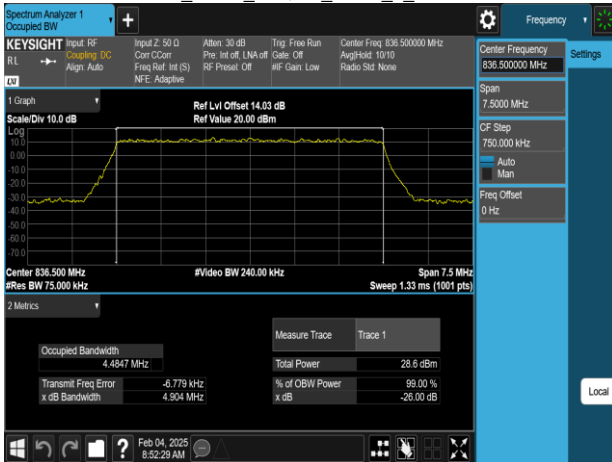 Spectrum Analyzer 1
Occupied BW
Frequency
KEYSIGHT
RL
LXI
Input: RF
Coupling: DC
Align: Auto
Input Z: 50 Ω
Corr CCorr
Freq Ref: Int (S)
NFE: Adaptive
Atten: 30 dB
Pre: Int off, LNA off
RF Presel: Off
Trig: Free Run
Gate: Off
#IF Gain: Low
Center Freq: 836.500000 MHz
Avg|Hold: 10/10
Radio Std: None
Center Frequency
836.500000 MHz
Settings
Span
7.5000 MHz
CF Step
750.000 kHz
Auto
Man
Freq Offset
0 Hz
Local
1 Graph
Scale/Div 10.0 dB
Ref Lvl Offset 14.03 dB
Ref Value 20.00 dBm
Log
10.0
0.00
-10.0
-20.0
-30.0
-40.0
-50.0
-60.0
-70.0
Center 836.500 MHz
#Video BW 240.00 kHz
Span 7.5 MHz
#Res BW 75.000 kHz
Sweep 1.33 ms (1001 pts)
2 Metrics
Measure Trace
Trace 1
Occupied Bandwidth
4.4847 MHz
Total Power
28.6 dBm
Transmit Freq Error
-6.779 kHz
% of OBW Power
99.00 %
x dB Bandwidth
4.904 MHz
x dB
-26.00 dB
?
Feb 04, 2025
8:52:29 AM